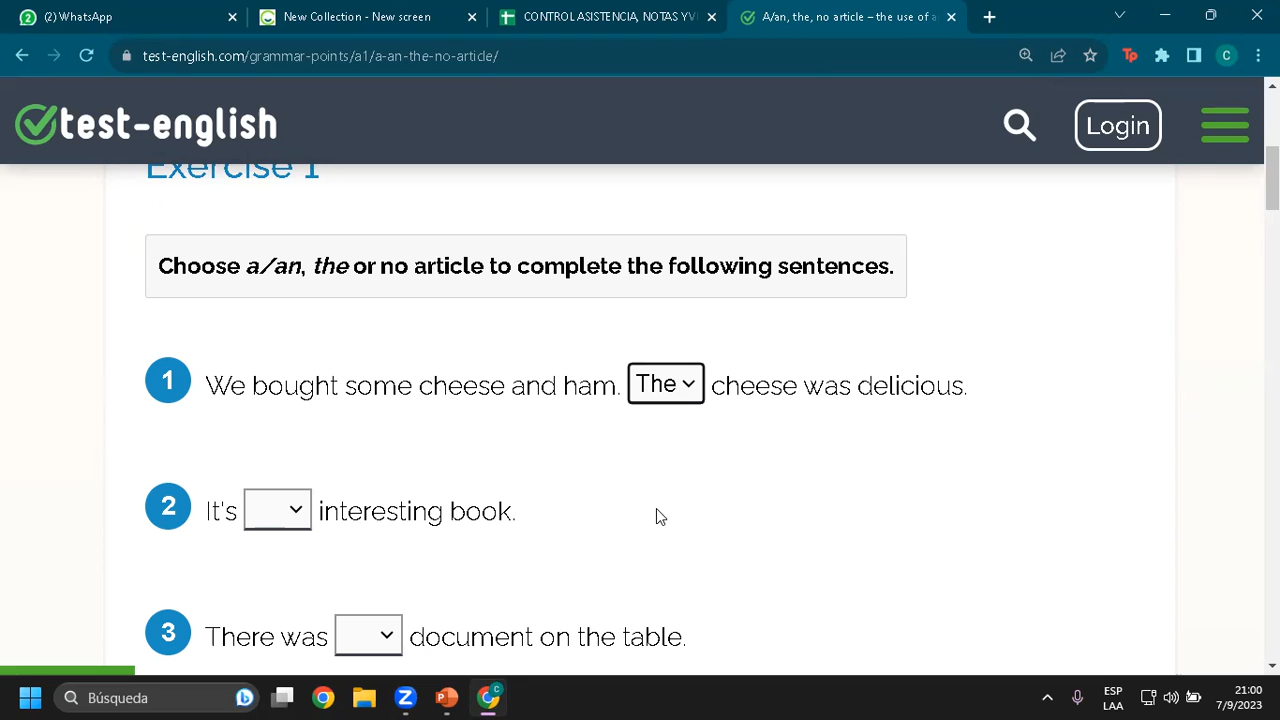 (2) WhatsApp
New Collection - New screen
CONTROL ASISTENCIA, NOTAS YVI
A/an, the, no article – the use of a
test-english.com/grammar-points/a1/a-an-the-no-article/
Tp
C
test-english
Login
Exercise 1
Choose a/an, the or no article to complete the following sentences.
1 We bought some cheese and ham. The cheese was delicious.
2 It's interesting book.
3 There was document on the table.
Búsqueda
ESP
LAA
21:00
7/9/2023